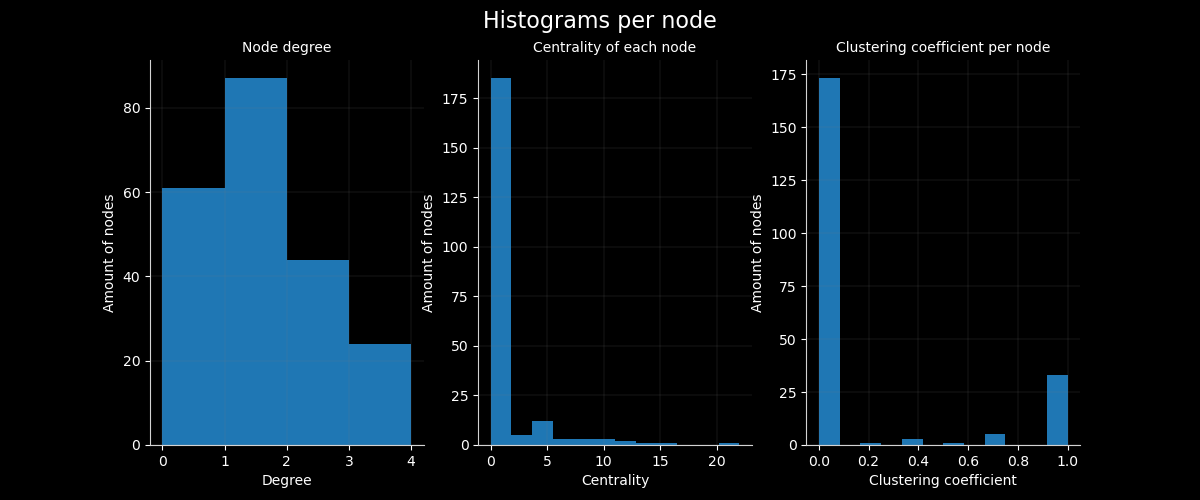 Histograms per node
Node degree
Amount of nodes
80
60
40
20
0
0 1 2 3 4
Degree
Centrality of each node
Amount of nodes
175
150
125
100
75
50
25
0
0 5 10 15 20
Centrality
Clustering coefficient per node
Amount of nodes
175
150
125
100
75
50
25
0
0.0 0.2 0.4 0.6 0.8 1.0
Clustering coefficient